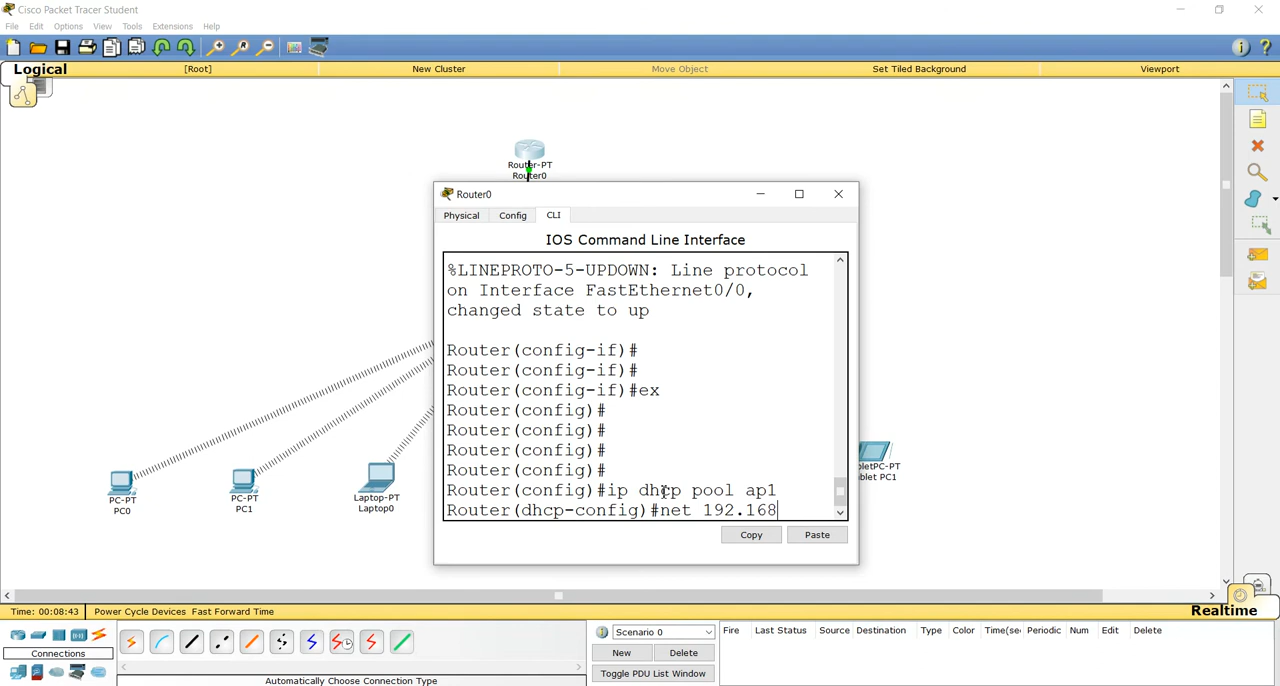 Cisco Packet Tracer Student
File Edit Options View Tools Extensions Help
Logical [Root] New Cluster Move Object Set Tiled Background Viewport
Router-PT
Router0
Router0
Physical Config CLI
IOS Command Line Interface
%LINEPROTO-5-UPDOWN: Line protocol
on Interface FastEthernet0/0,
changed state to up
Router(config-if)#
Router(config-if)#
Router(config-if)#ex
Router(config)#
Router(config)#
Router(config)#
Router(config)#
Router(config)#ip dhcp pool ap1
Router(dhcp-config)#net 192.168
Copy Paste
PC-PT
PC0
PC-PT
PC1
Laptop-PT
Laptop0
bletPC-PT
blet PC1
Time: 00:08:43 Power Cycle Devices Fast Forward Time
Realtime
Connections
Automatically Choose Connection Type
Scenario 0
New Delete
Toggle PDU List Window
Fire Last Status Source Destination Type Color Time(se Periodic Num Edit Delete